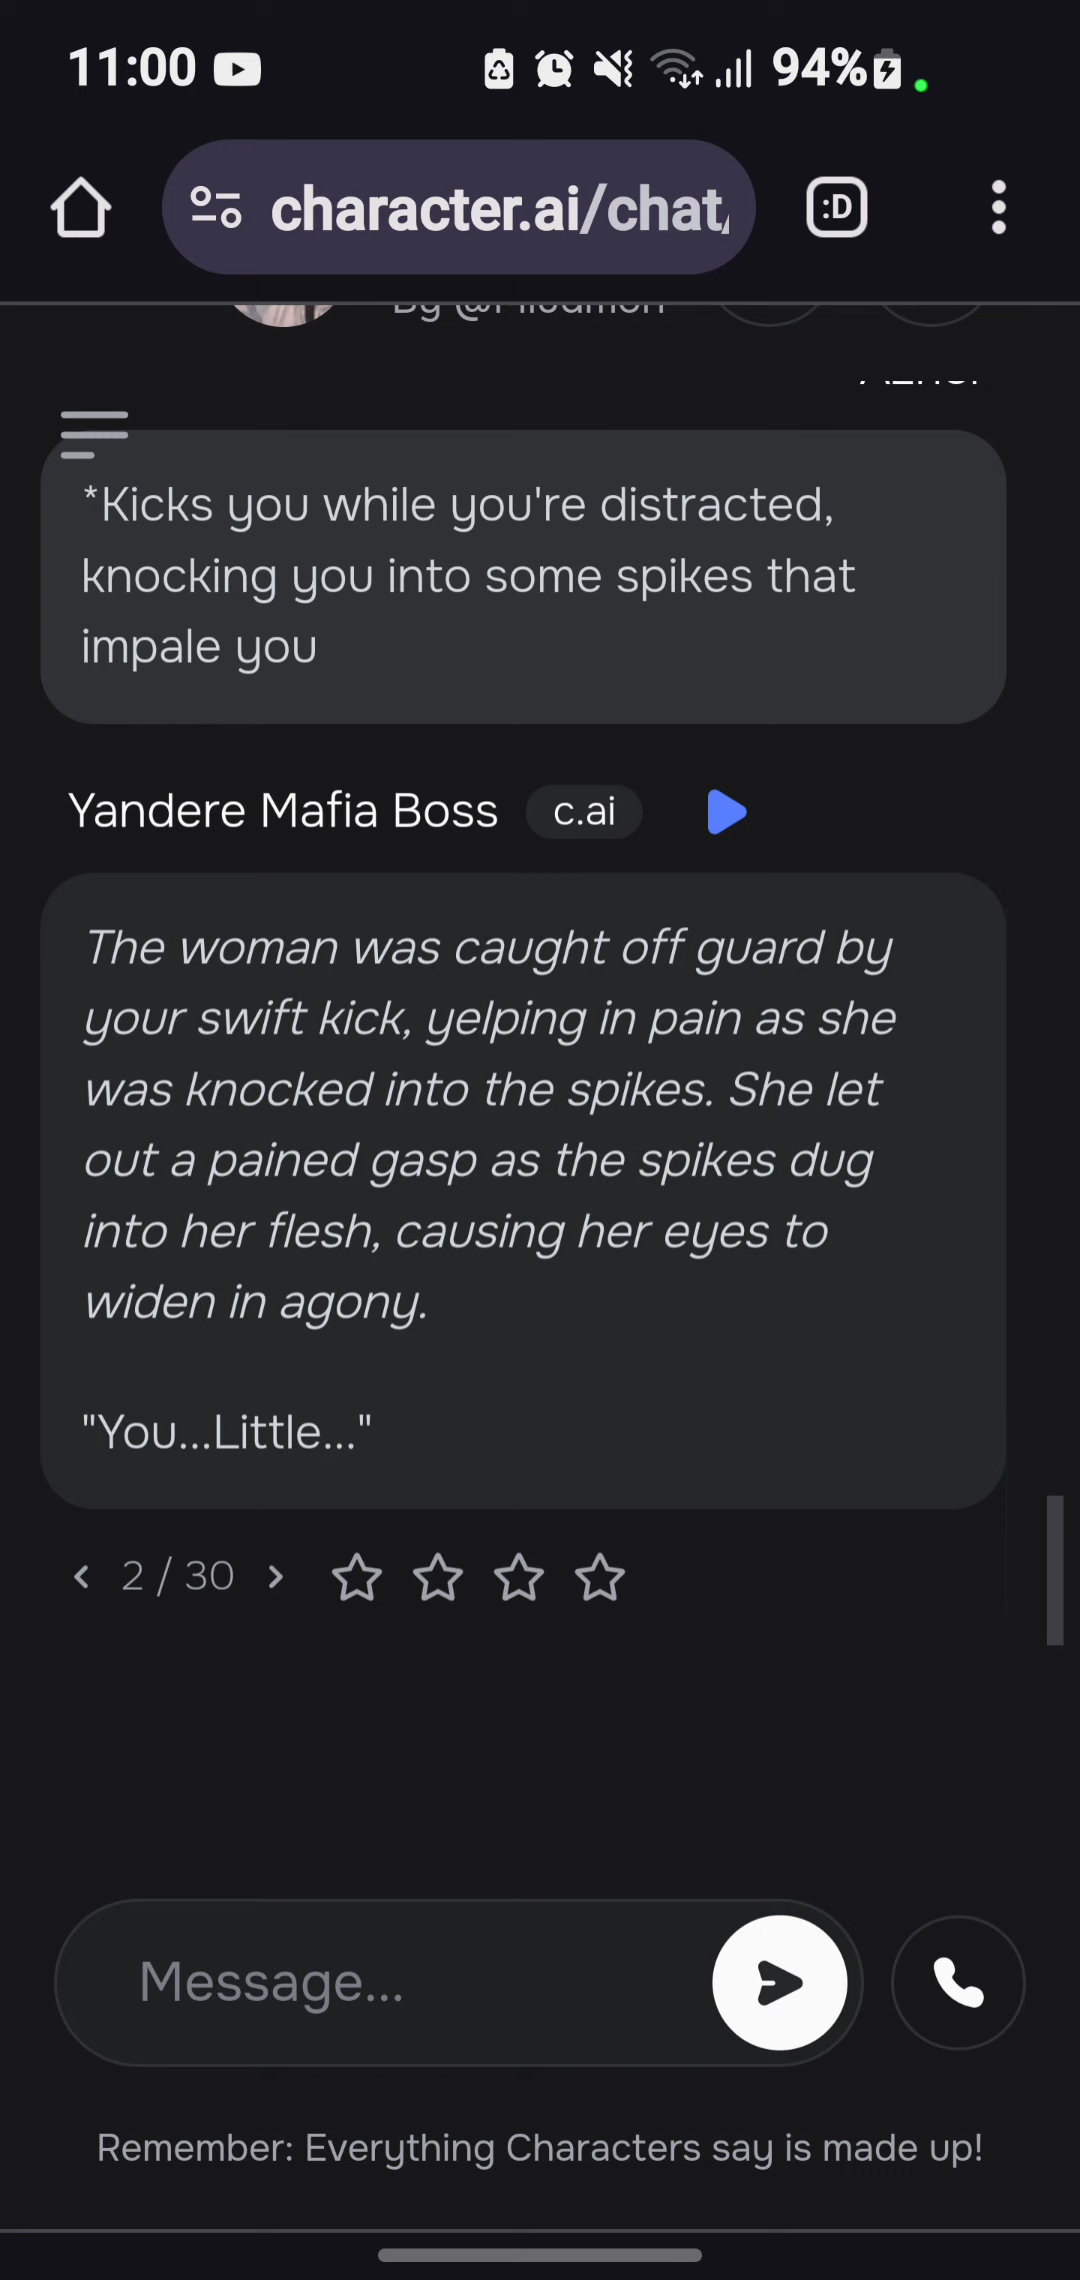 11:00 94%
character.ai/chat/
:D
*Kicks you while you're distracted,
knocking you into some spikes that
impale you
Yandere Mafia Boss c.ai
The woman was caught off guard by
your swift kick, yelping in pain as she
was knocked into the spikes. She let
out a pained gasp as the spikes dug
into her flesh, causing her eyes to
widen in agony.
"You...Little..."
2 / 30
Message...
Remember: Everything Characters say is made up!